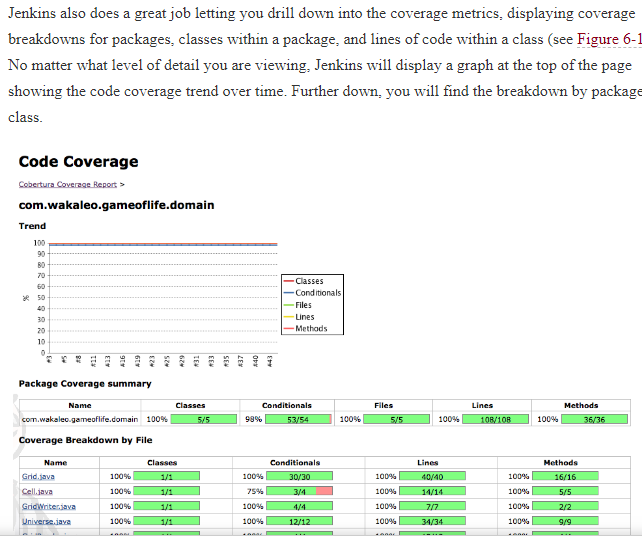 Jenkins also does a great job letting you drill down into the coverage metrics, displaying coverage
breakdowns for packages, classes within a package, and lines of code within a class (see Figure 6-1
No matter what level of detail you are viewing, Jenkins will display a graph at the top of the page
showing the code coverage trend over time. Further down, you will find the breakdown by package
class.
Code Coverage
Cobertura Coverage Report >
com.wakaleo.gameoflife.domain
Trend
100
90
80
70
60
50
40
30
20
10
0
%
#3 #5 #8 #11 #13 #16 #19 #23 #25 #29 #31 #33 #35 #37 #40 #43
Classes
Conditionals
Files
Lines
Methods
Package Coverage summary
Name Classes Conditionals Files Lines Methods
com.wakaleo.gameoflife.domain 100% 5/5 98% 53/54 100% 5/5 100% 108/108 100% 36/36
Coverage Breakdown by File
Name Classes Conditionals Lines Methods
Grid.java 100% 1/1 100% 30/30 100% 40/40 100% 16/16
Cell.java 100% 1/1 75% 3/4 100% 14/14 100% 5/5
GridWriter.java 100% 1/1 100% 4/4 100% 7/7 100% 2/2
Universe.java 100% 1/1 100% 12/12 100% 34/34 100% 9/9